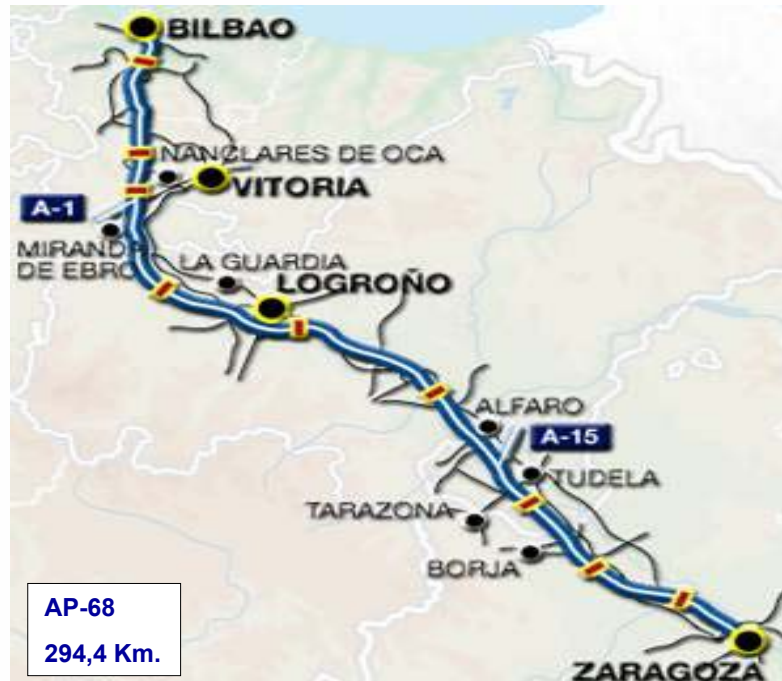 BILBAO
NANCLARES DE OCA
VITORIA
A-1
MIRANDA
DE EBRO
LA GUARDIA
LOGROÑO
ALFARO
A-15
TUDELA
TARAZONA
BORJA
AP-68
294,4 Km.
ZARAGOZA